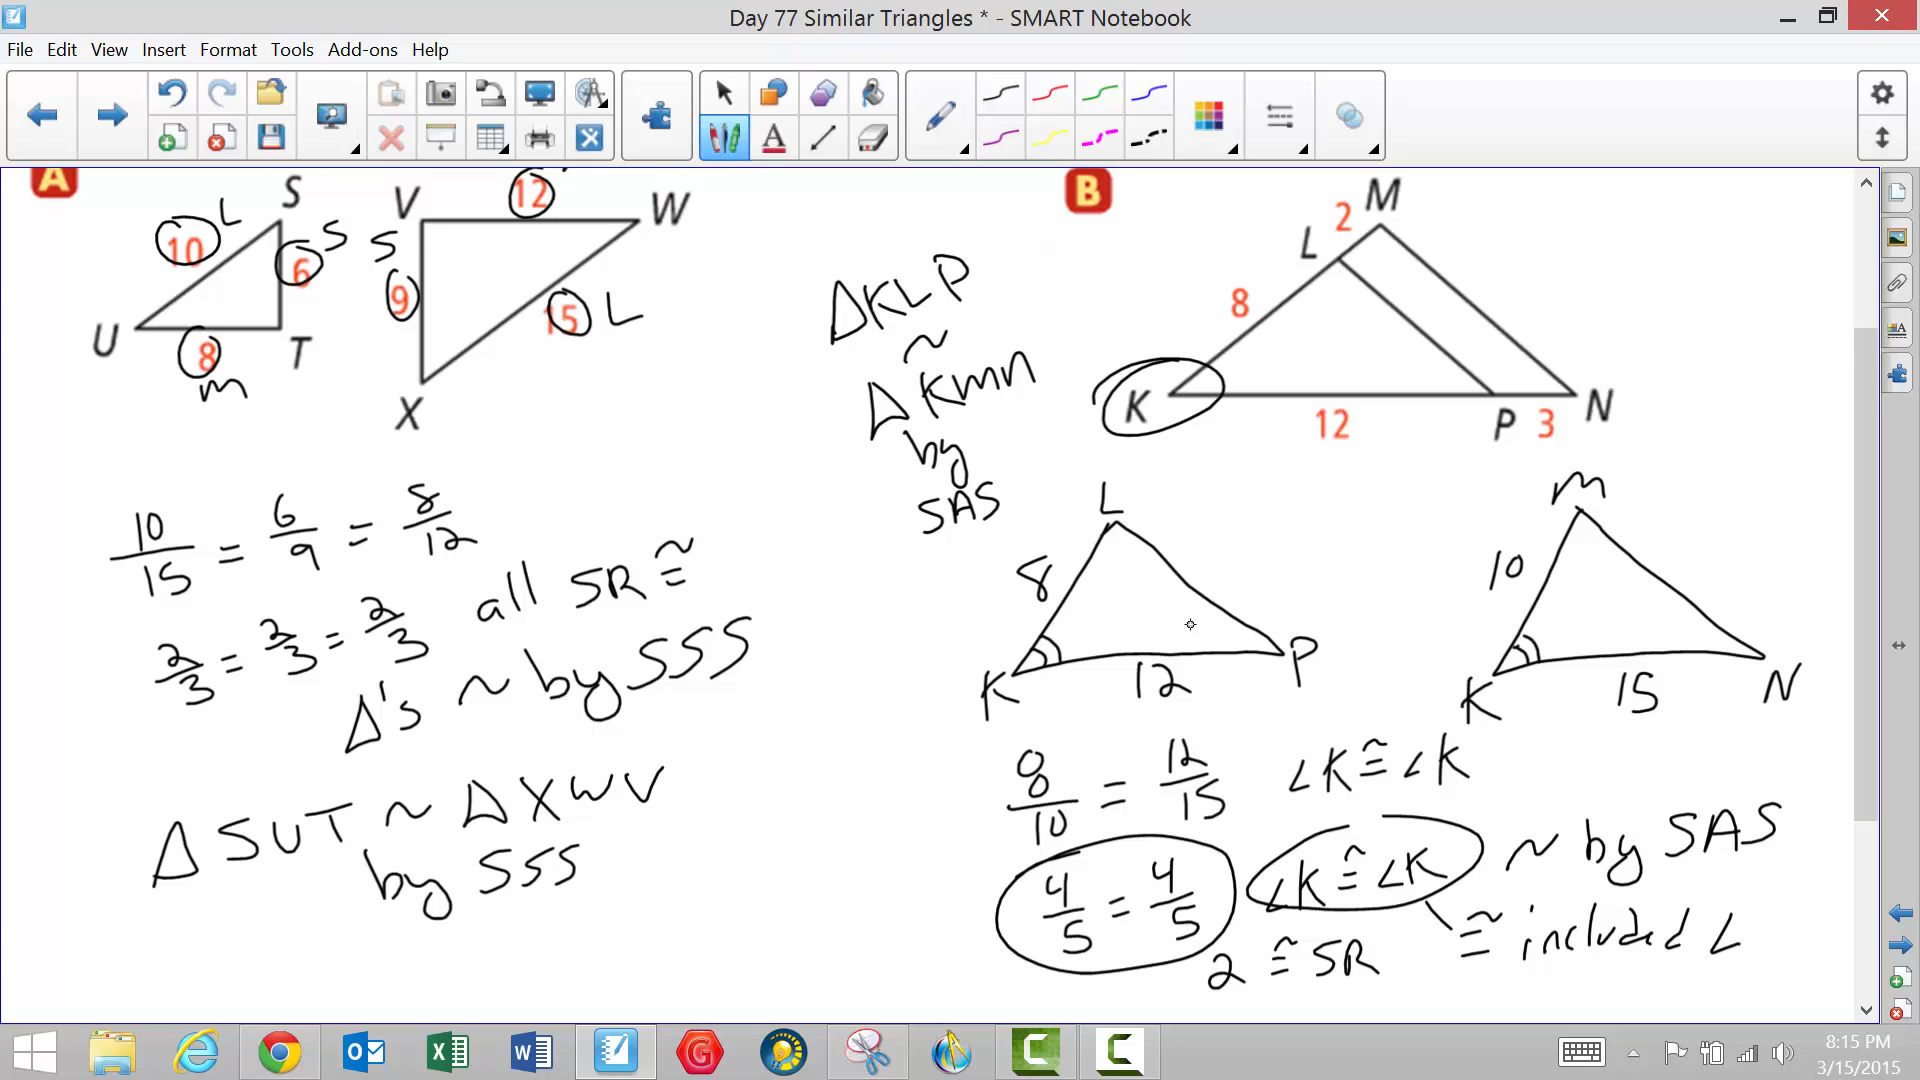 Day 77 Similar Triangles * - SMART Notebook
File Edit View Insert Format Tools Add-ons Help
A
S
10 L
6 S
U
8
T
m
V
12
W
S
9
15 L
X
10/15 = 6/9 = 8/12
2/3 = 2/3 = 2/3 all SR ≅
Δ's ~ by SSS
ΔSUT ~ ΔXWV
by SSS
ΔKLP
~
ΔKmn
by
SAS
B
M
2
L
8
K
12
P
3
N
L
8
K
12
P
m
10
K
15
N
8/10 = 12/15 ∠K ≅ ∠K
4/5 = 4/5 ∠K ≅ ∠K ~ by SAS
2 ≅ SR ≅ included ∠
8:15 PM
3/15/2015